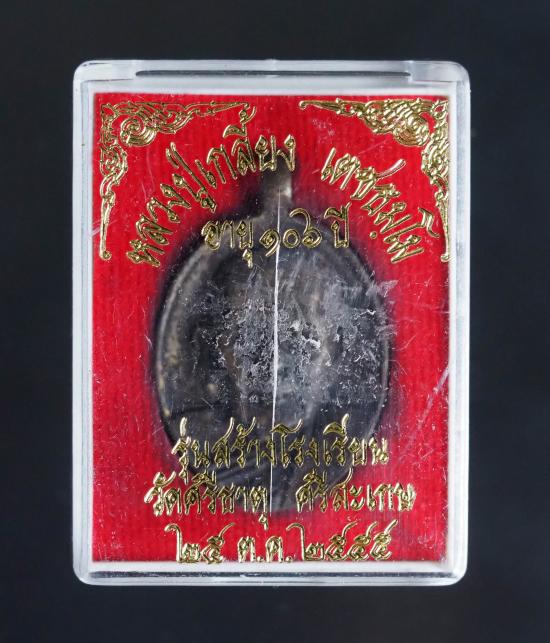 หลวงปู่เกลี้ยง เตชธมฺโม
อายุ ๑๐๖ ปี
รุ่นสร้างโรงเรียน
วัดศรีธาตุ ศรีสะเกษ
๒๕ ต.ค. ๒๕๕๕